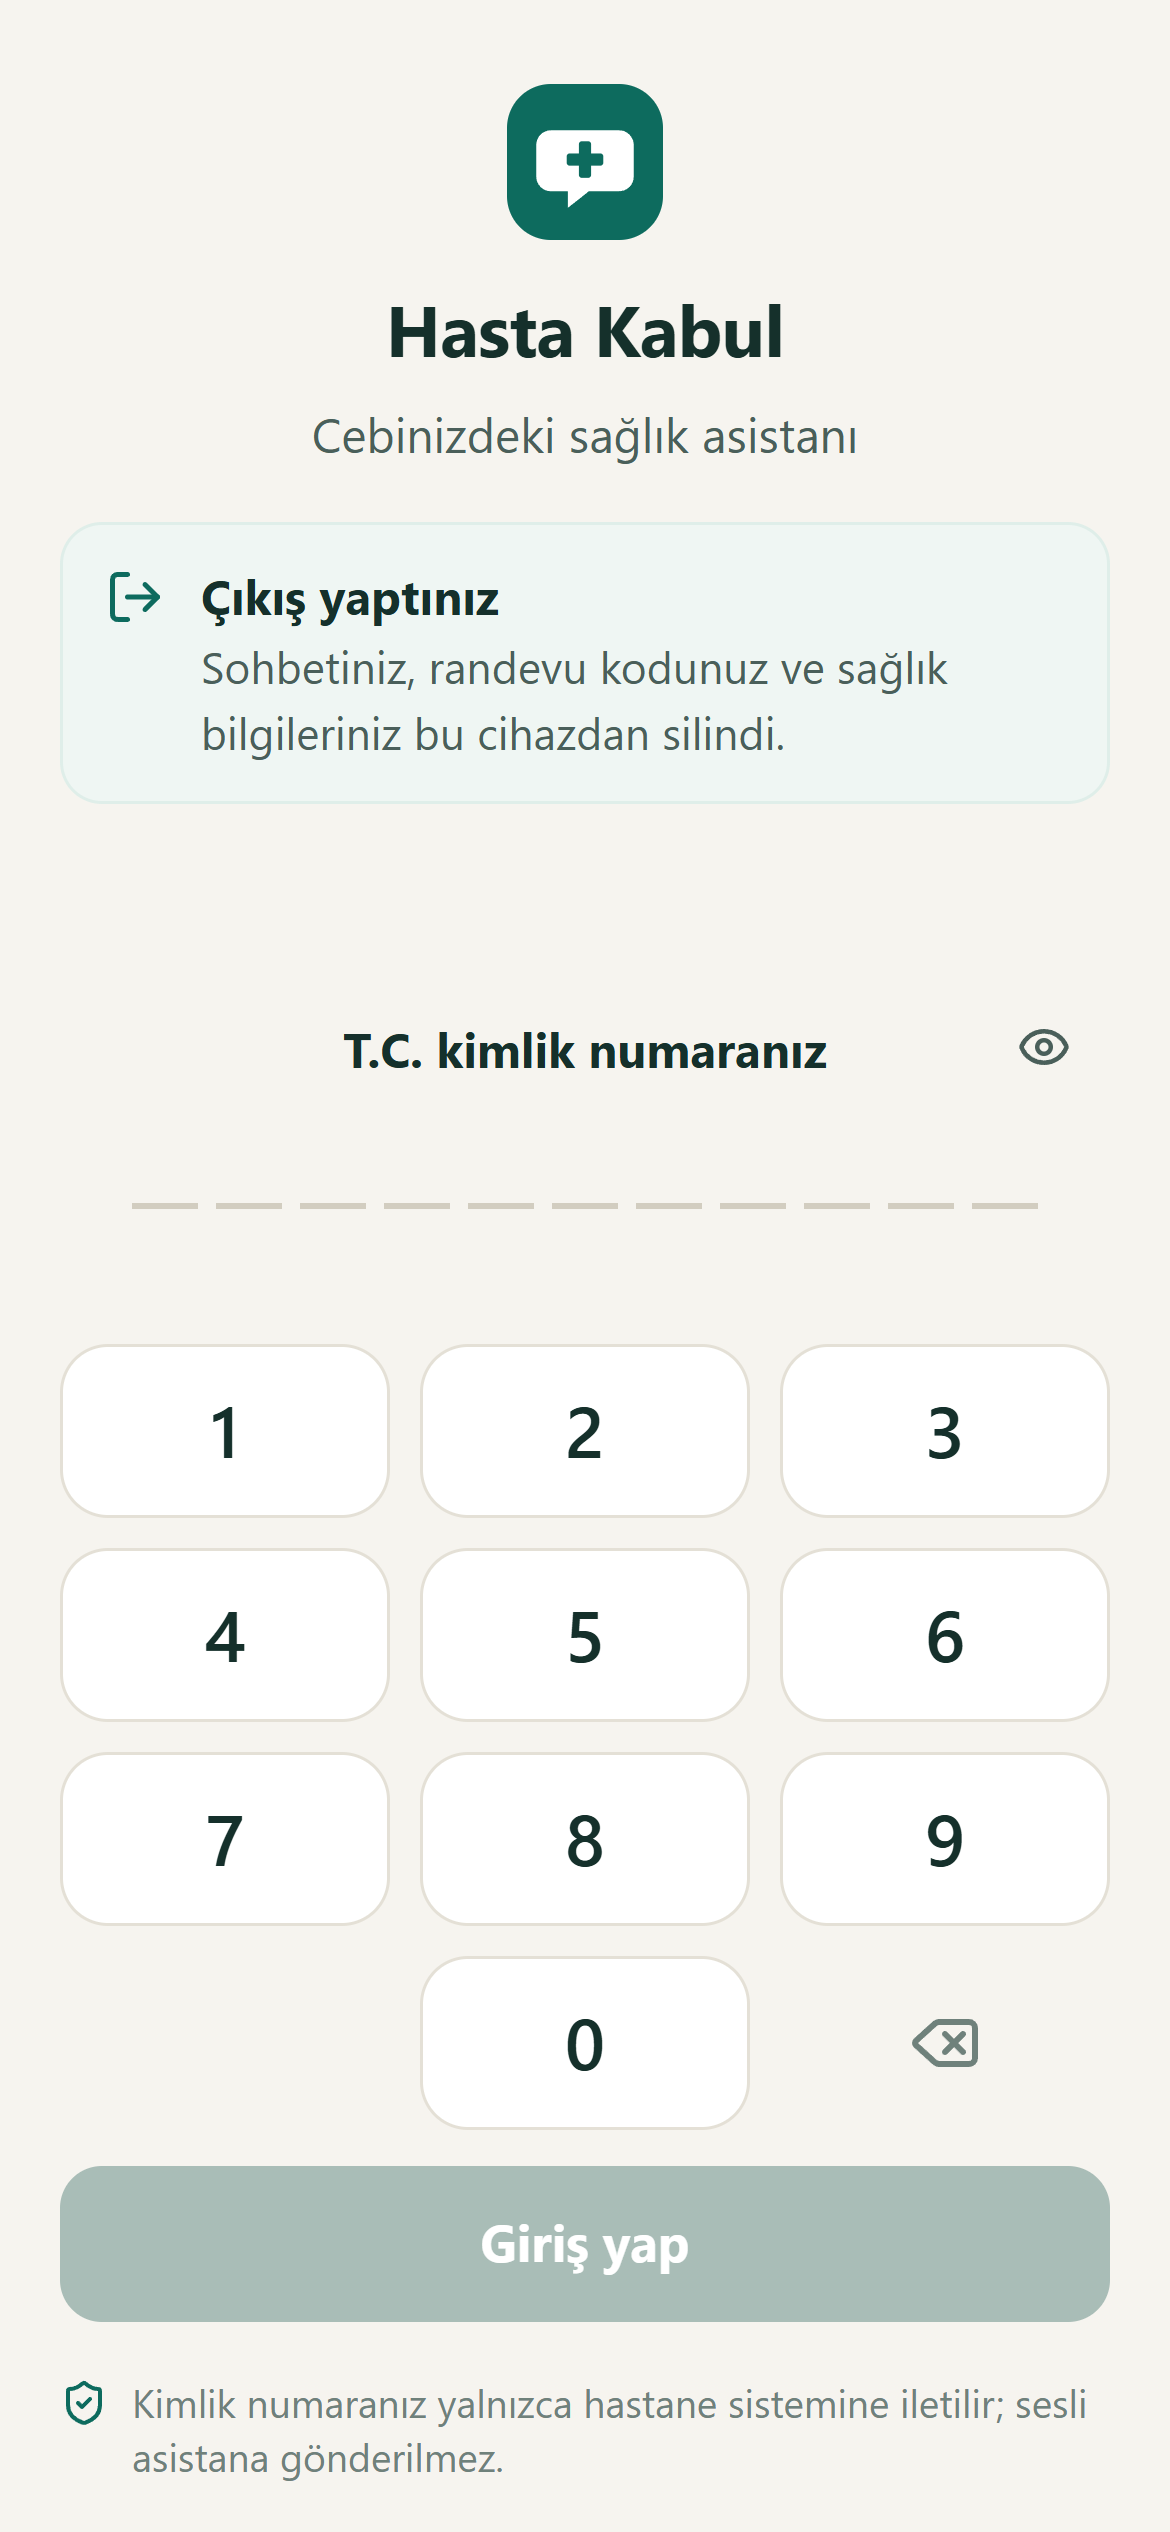 Hasta Kabul
Cebinizdeki sağlık asistanı
Çıkış yaptınız
Sohbetiniz, randevu kodunuz ve sağlık
bilgileriniz bu cihazdan silindi.
T.C. kimlik numaranız
1 2 3
4 5 6
7 8 9
0
Giriş yap
Kimlik numaranız yalnızca hastane sistemine iletilir; sesli
asistana gönderilmez.